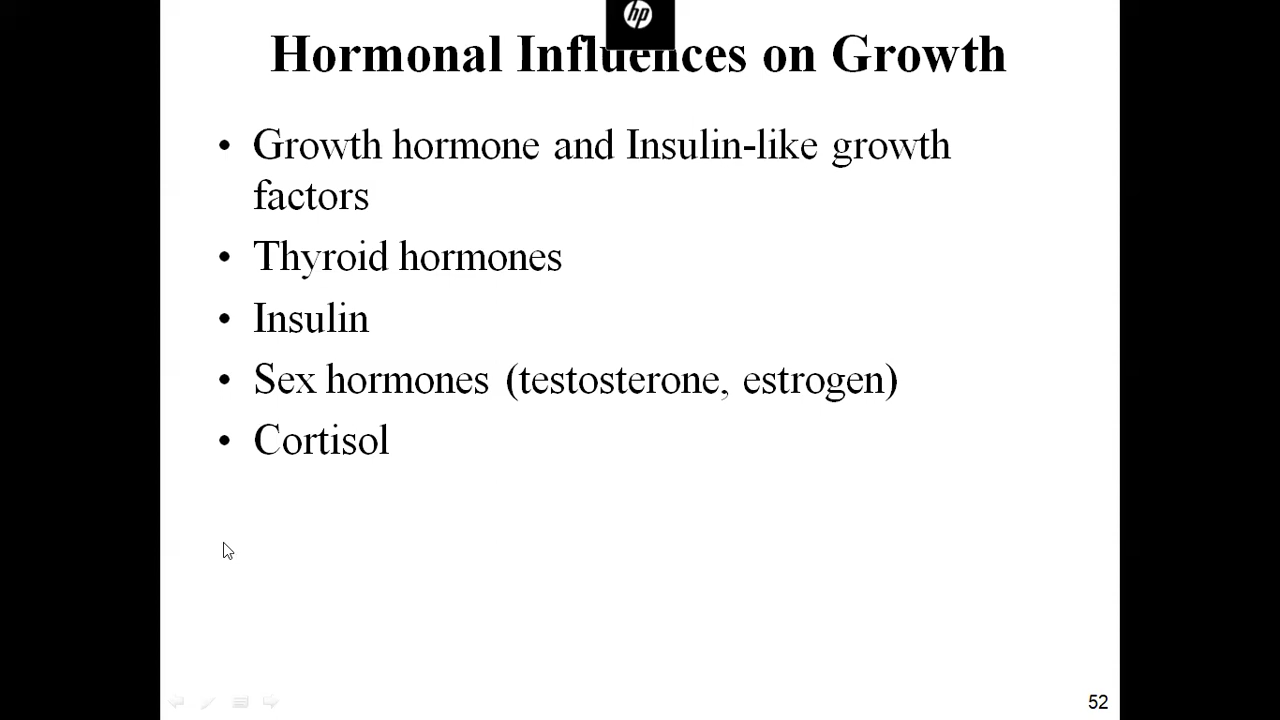 hp
Hormonal Influences on Growth
• Growth hormone and Insulin-like growth
factors
• Thyroid hormones
• Insulin
• Sex hormones (testosterone, estrogen)
• Cortisol
52